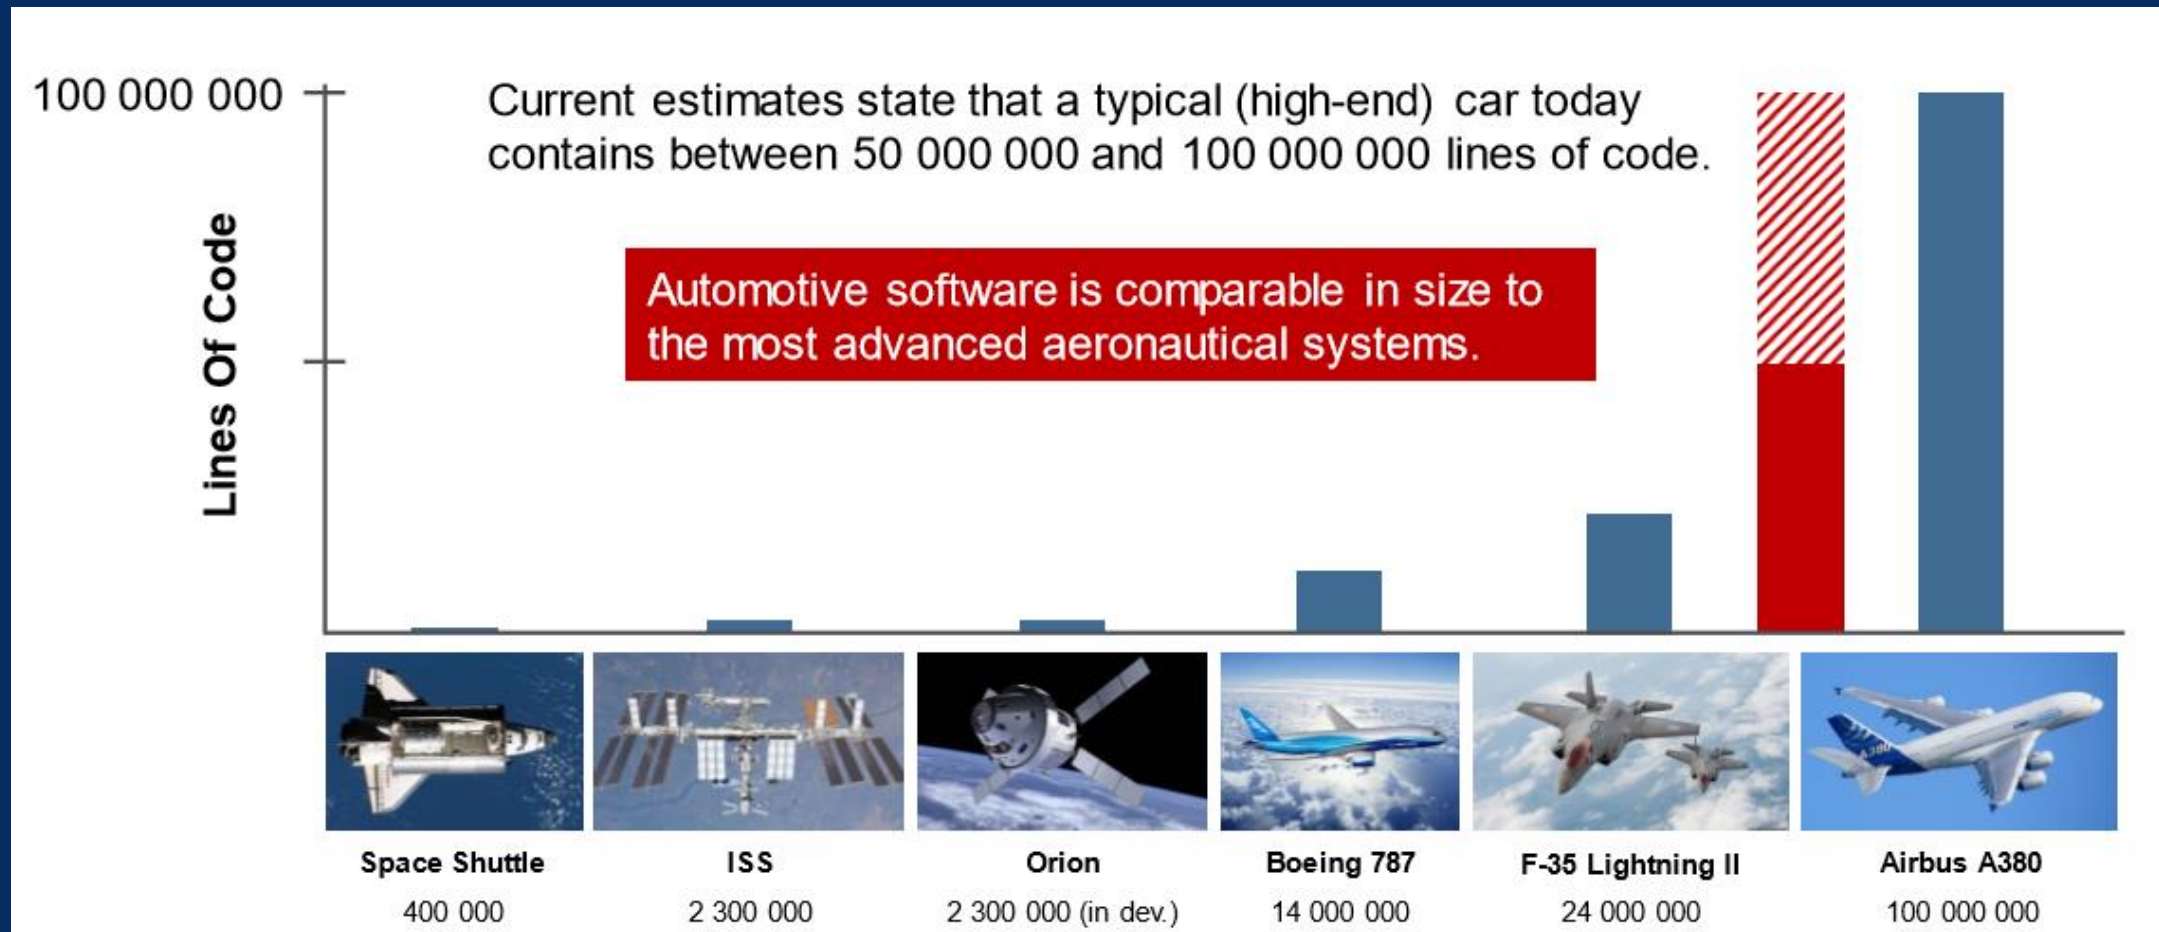 100 000 000
Current estimates state that a typical (high-end) car today
contains between 50 000 000 and 100 000 000 lines of code.
Lines Of Code
Automotive software is comparable in size to
the most advanced aeronautical systems.
A380
Space Shuttle
ISS
Orion
Boeing 787
F-35 Lightning II
Airbus A380
400 000
2 300 000
2 300 000 (in dev.)
14 000 000
24 000 000
100 000 000